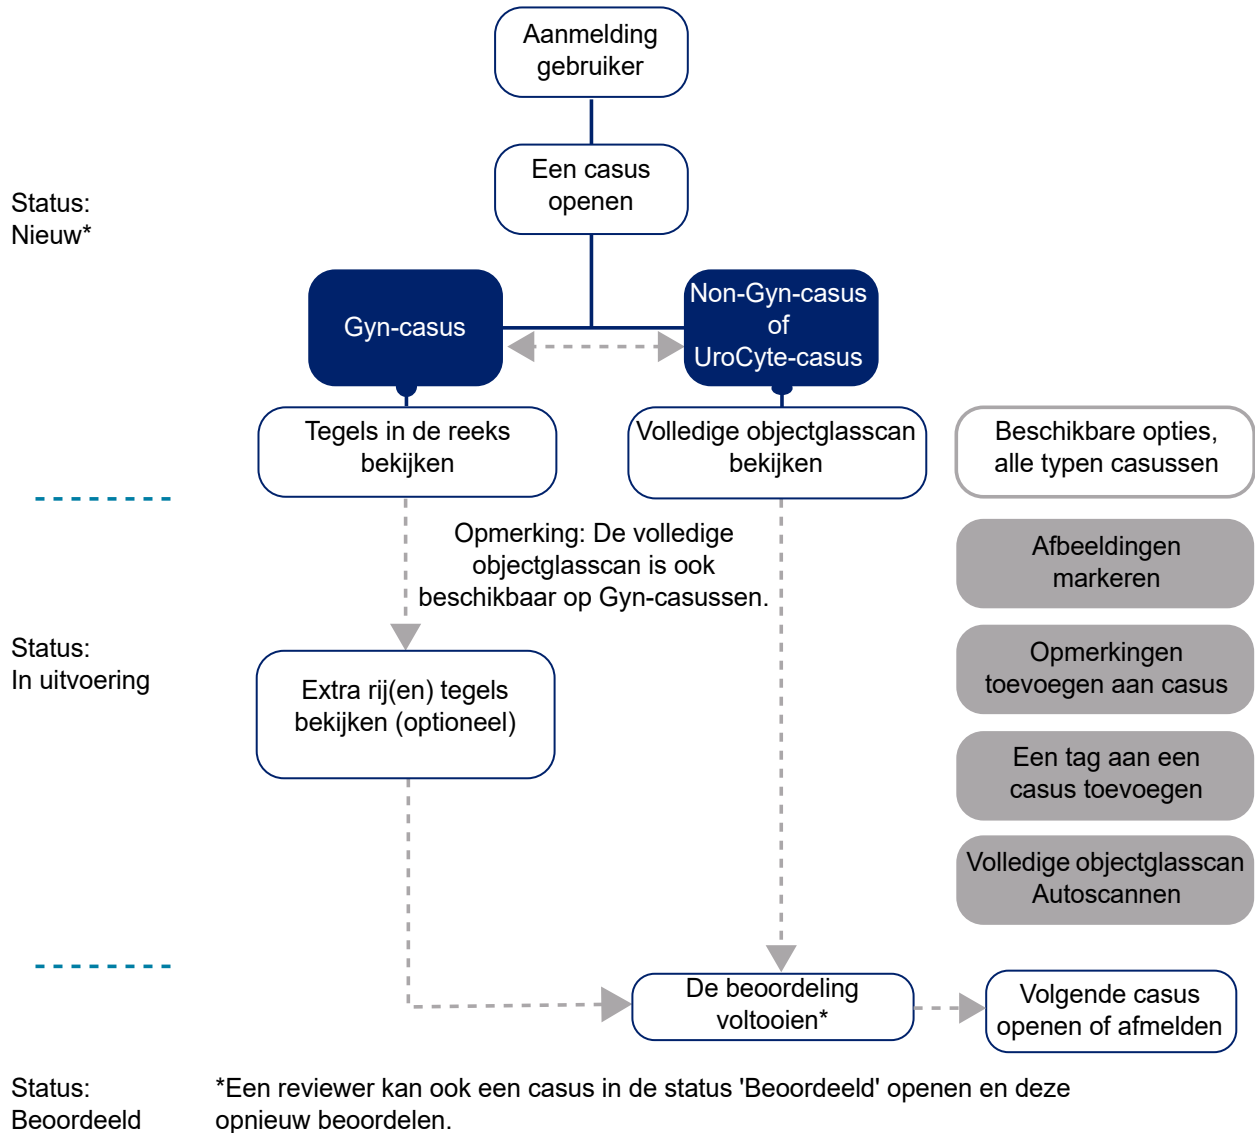 Aanmelding
gebruiker
Een casus
openen
Status:
Nieuw*
Gyn-casus
Non-Gyn-casus
of
UroCyte-casus
Tegels in de reeks
bekijken
Volledige objectglasscan
bekijken
Beschikbare opties,
alle typen casussen
Opmerking: De volledige
objectglasscan is ook
beschikbaar op Gyn-casussen.
Afbeeldingen
markeren
Status:
In uitvoering
Extra rij(en) tegels
bekijken (optioneel)
Opmerkingen
toevoegen aan casus
Een tag aan een
casus toevoegen
Volledige objectglasscan
Autoscannen
De beoordeling
voltooien*
Volgende casus
openen of afmelden
Status:
Beoordeeld
*Een reviewer kan ook een casus in de status 'Beoordeeld' openen en deze
opnieuw beoordelen.